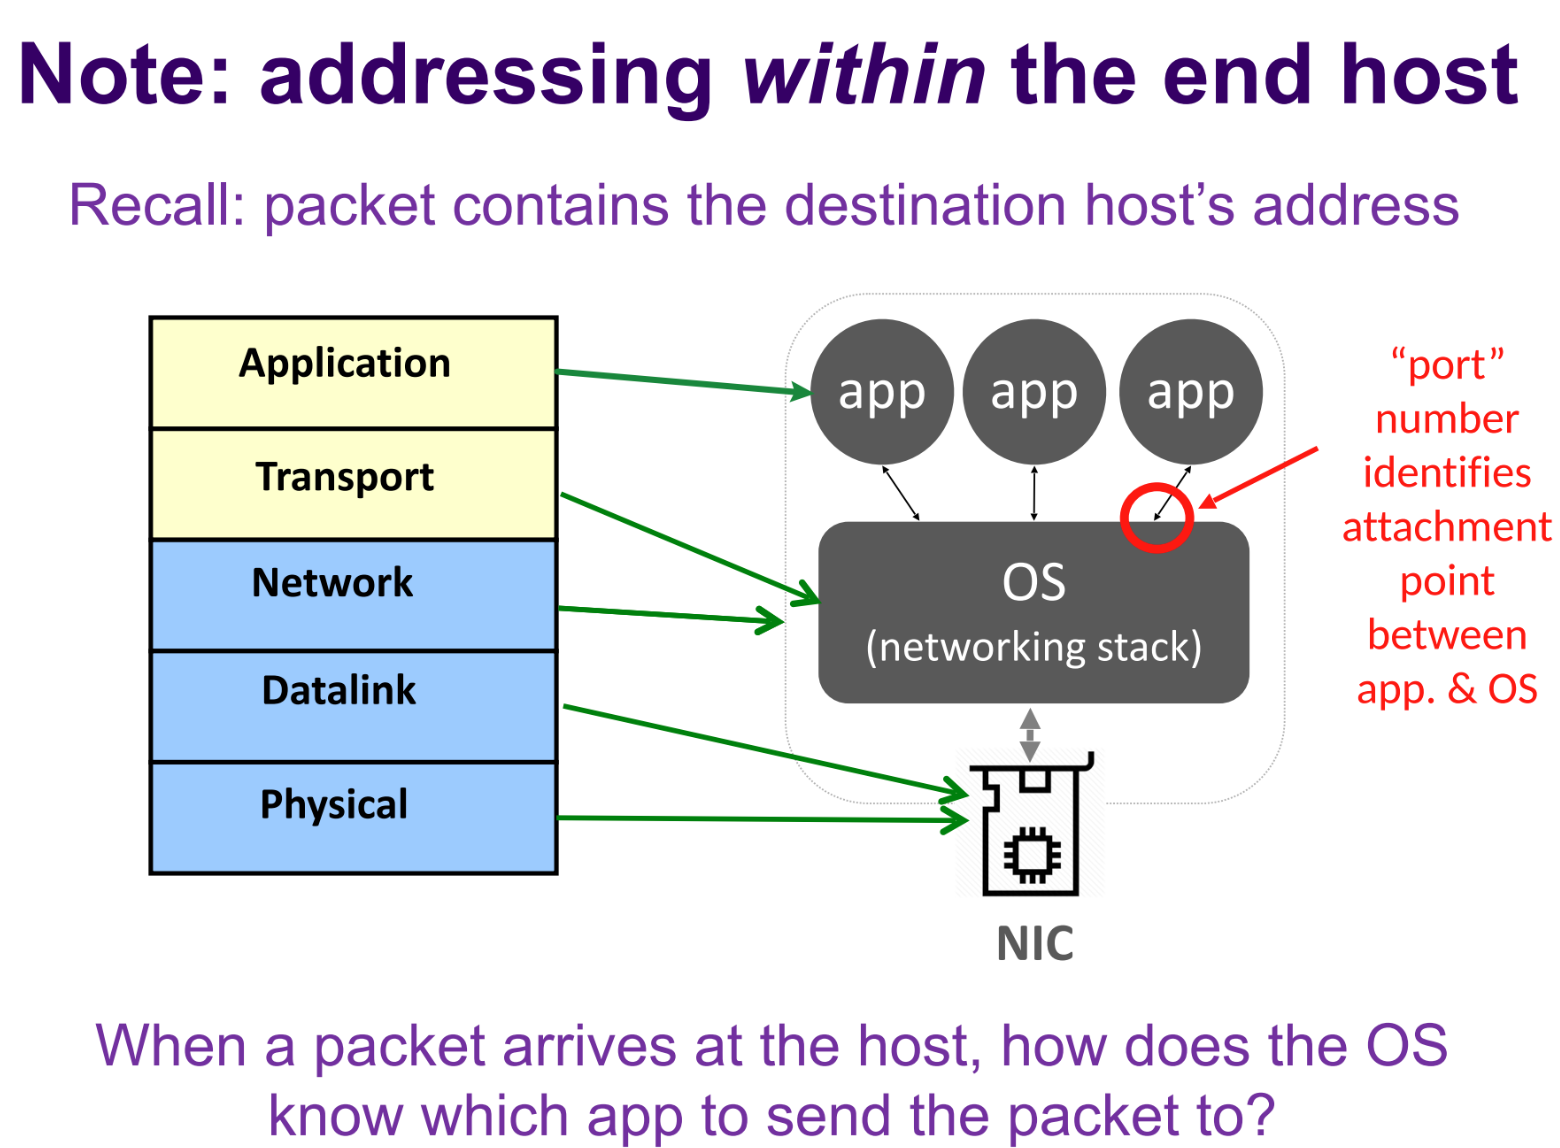 Note: addressing within the end host
Recall: packet contains the destination host’s address
Application
Transport
Network
Datalink
Physical
app
app
app
OS
(networking stack)
NIC
“port”
number
identifies
attachment
point
between
app. & OS
When a packet arrives at the host, how does the OS
know which app to send the packet to?